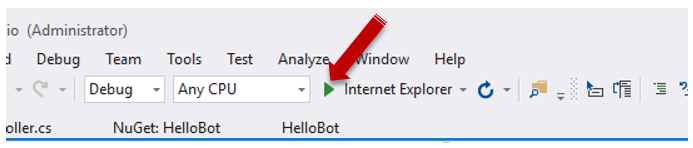 io (Administrator)
d Debug Team Tools Test Analyze Window Help
Debug Any CPU Internet Explorer
oller.cs NuGet: HelloBot HelloBot